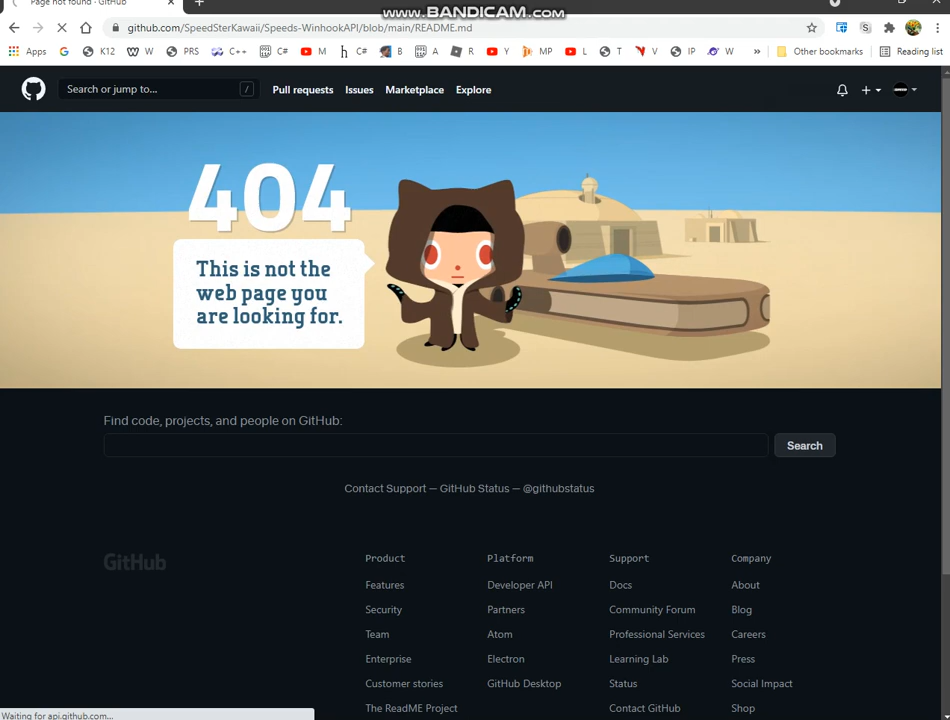 www.BANDICAM.com
Page not found · GitHub
github.com/SpeedSterKawaii/Speeds-WinhookAPI/blob/main/README.md
Apps G K12 W PRS C++ C# M C# B A R Y MP L T V IP W » Other bookmarks Reading list
Search or jump to... / Pull requests Issues Marketplace Explore
404
This is not the
web page you
are looking for.
Find code, projects, and people on GitHub:
Search
Contact Support — GitHub Status — @githubstatus
GitHub
Product Platform Support Company
Features Developer API Docs About
Security Partners Community Forum Blog
Team Atom Professional Services Careers
Enterprise Electron Learning Lab Press
Customer stories GitHub Desktop Status Social Impact
The ReadME Project Contact GitHub Shop
Waiting for api.github.com...